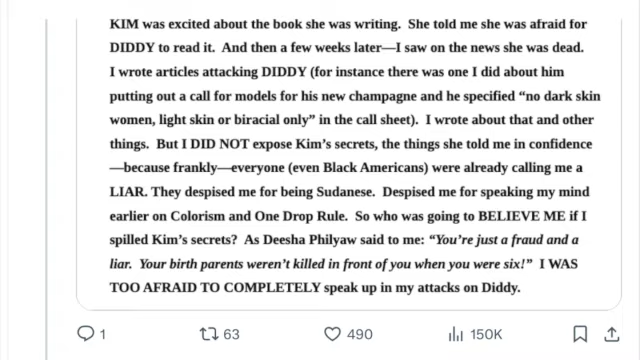 KIM was excited about the book she was writing. She told me she was afraid for
DIDDY to read it. And then a few weeks later—I saw on the news she was dead.
I wrote articles attacking DIDDY (for instance there was one I did about him
putting out a call for models for his new champagne and he specified “no dark skin
women, light skin or biracial only” in the call sheet). I wrote about that and other
things. But I DID NOT expose Kim’s secrets, the things she told me in confidence
—because frankly—everyone (even Black Americans) were already calling me a
LIAR. They despised me for being Sudanese. Despised me for speaking my mind
earlier on Colorism and One Drop Rule. So who was going to BELIEVE ME if I
spilled Kim’s secrets? As Deesha Philyaw said to me: “You’re just a fraud and a
liar. Your birth parents weren’t killed in front of you when you were six!” I WAS
TOO AFRAID TO COMPLETELY speak up in my attacks on Diddy.
1 63 490 150K